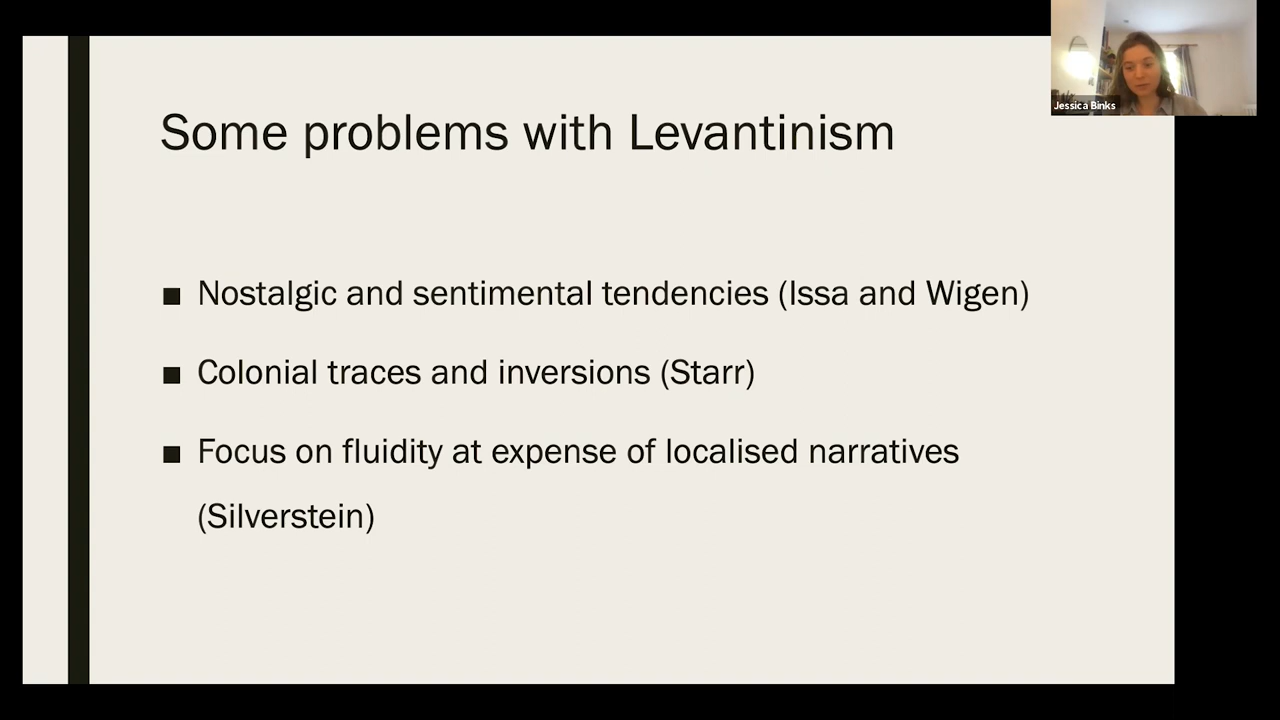 Jessica Binks
Some problems with Levantinism
■ Nostalgic and sentimental tendencies (Issa and Wigen)
■ Colonial traces and inversions (Starr)
■ Focus on fluidity at expense of localised narratives
(Silverstein)